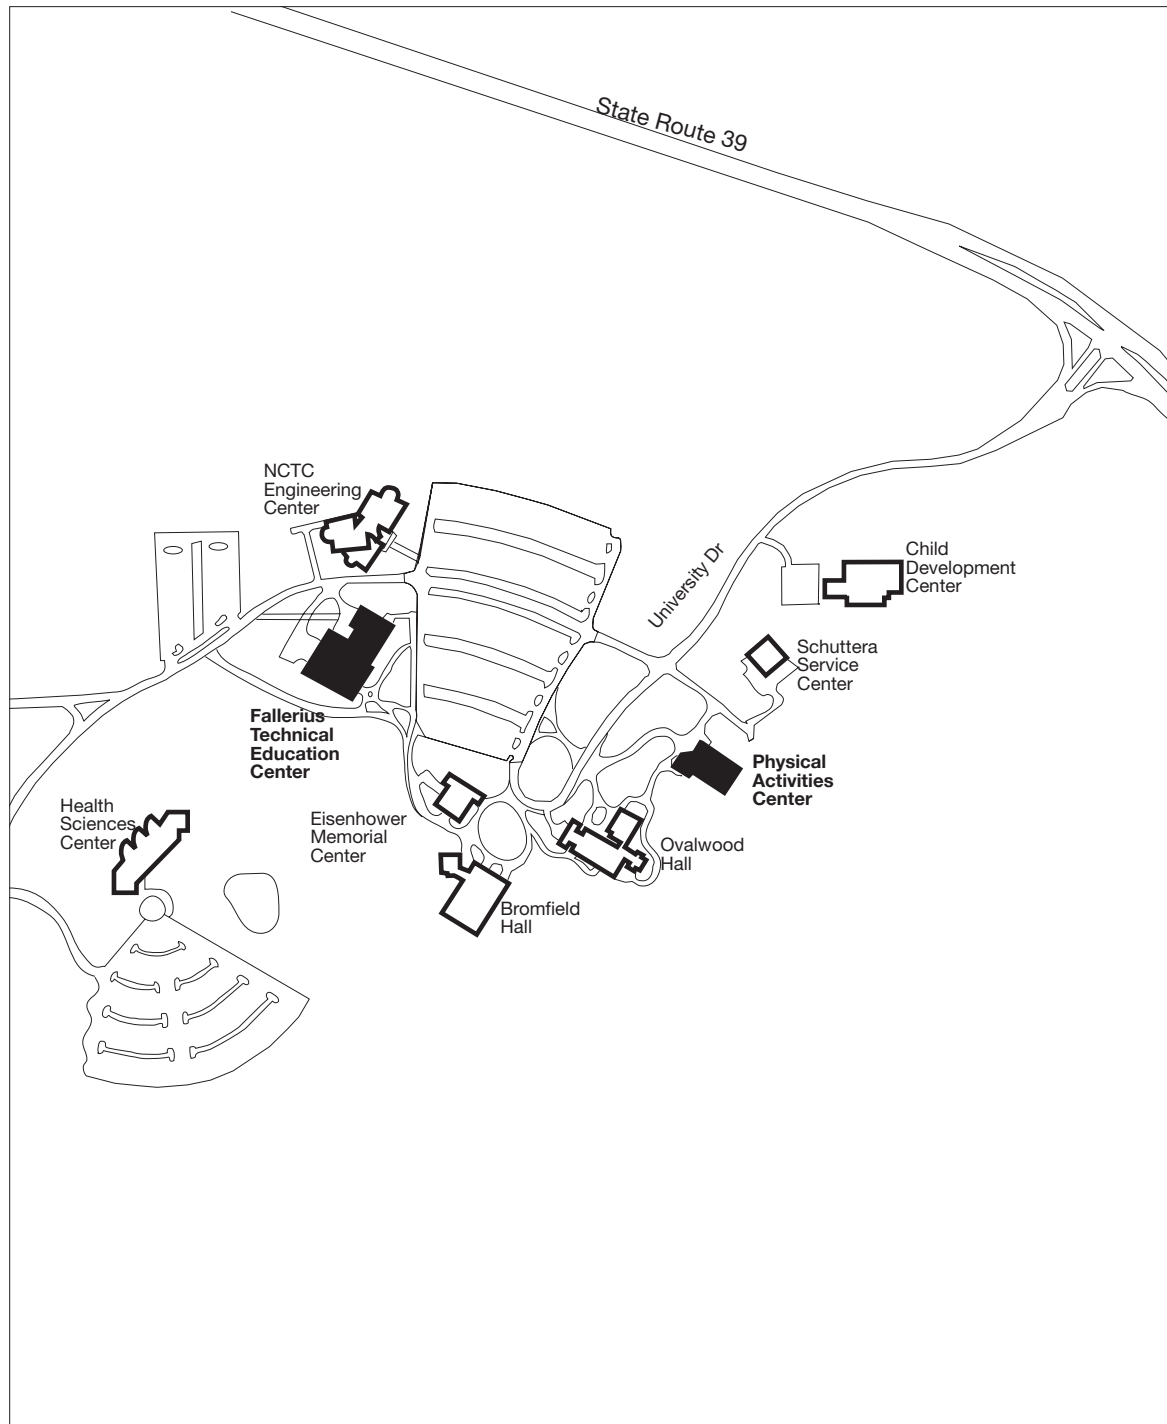 State Route 39
NCTC
Engineering
Center
University Dr
Child
Development
Center
Schuttera
Service
Center
Fallerius
Technical
Education
Center
Physical
Activities
Center
Health
Sciences
Center
Eisenhower
Memorial
Center
Ovalwood
Hall
Bromfield
Hall